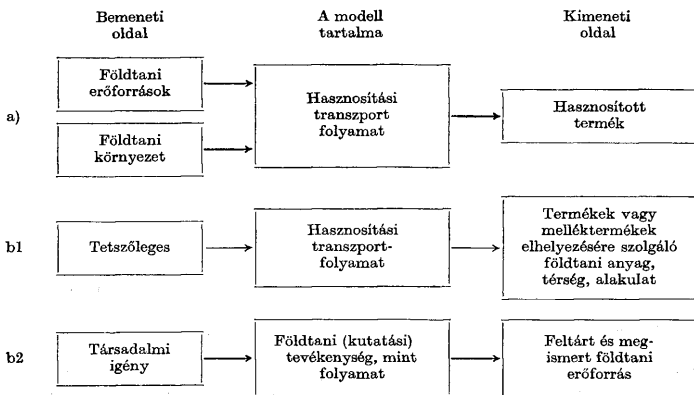 Bemeneti
oldal
A modell
tartalma
Kimeneti
oldal
a)
Földtani
erőforrások
Földtani
környezet
Hasznosítási
transzport
folyamat
Hasznosított
termék
b1
Tetszőleges
Hasznosítási
transzport-
folyamat
Termékek vagy
melléktermékek
elhelyezésére szolgáló
földtani anyag,
térség, alakulat
b2
Társadalmi
igény
Földtani (kutatási)
tevékenység, mint
folyamat
Feltárt és meg-
ismert földtani
erőforrás